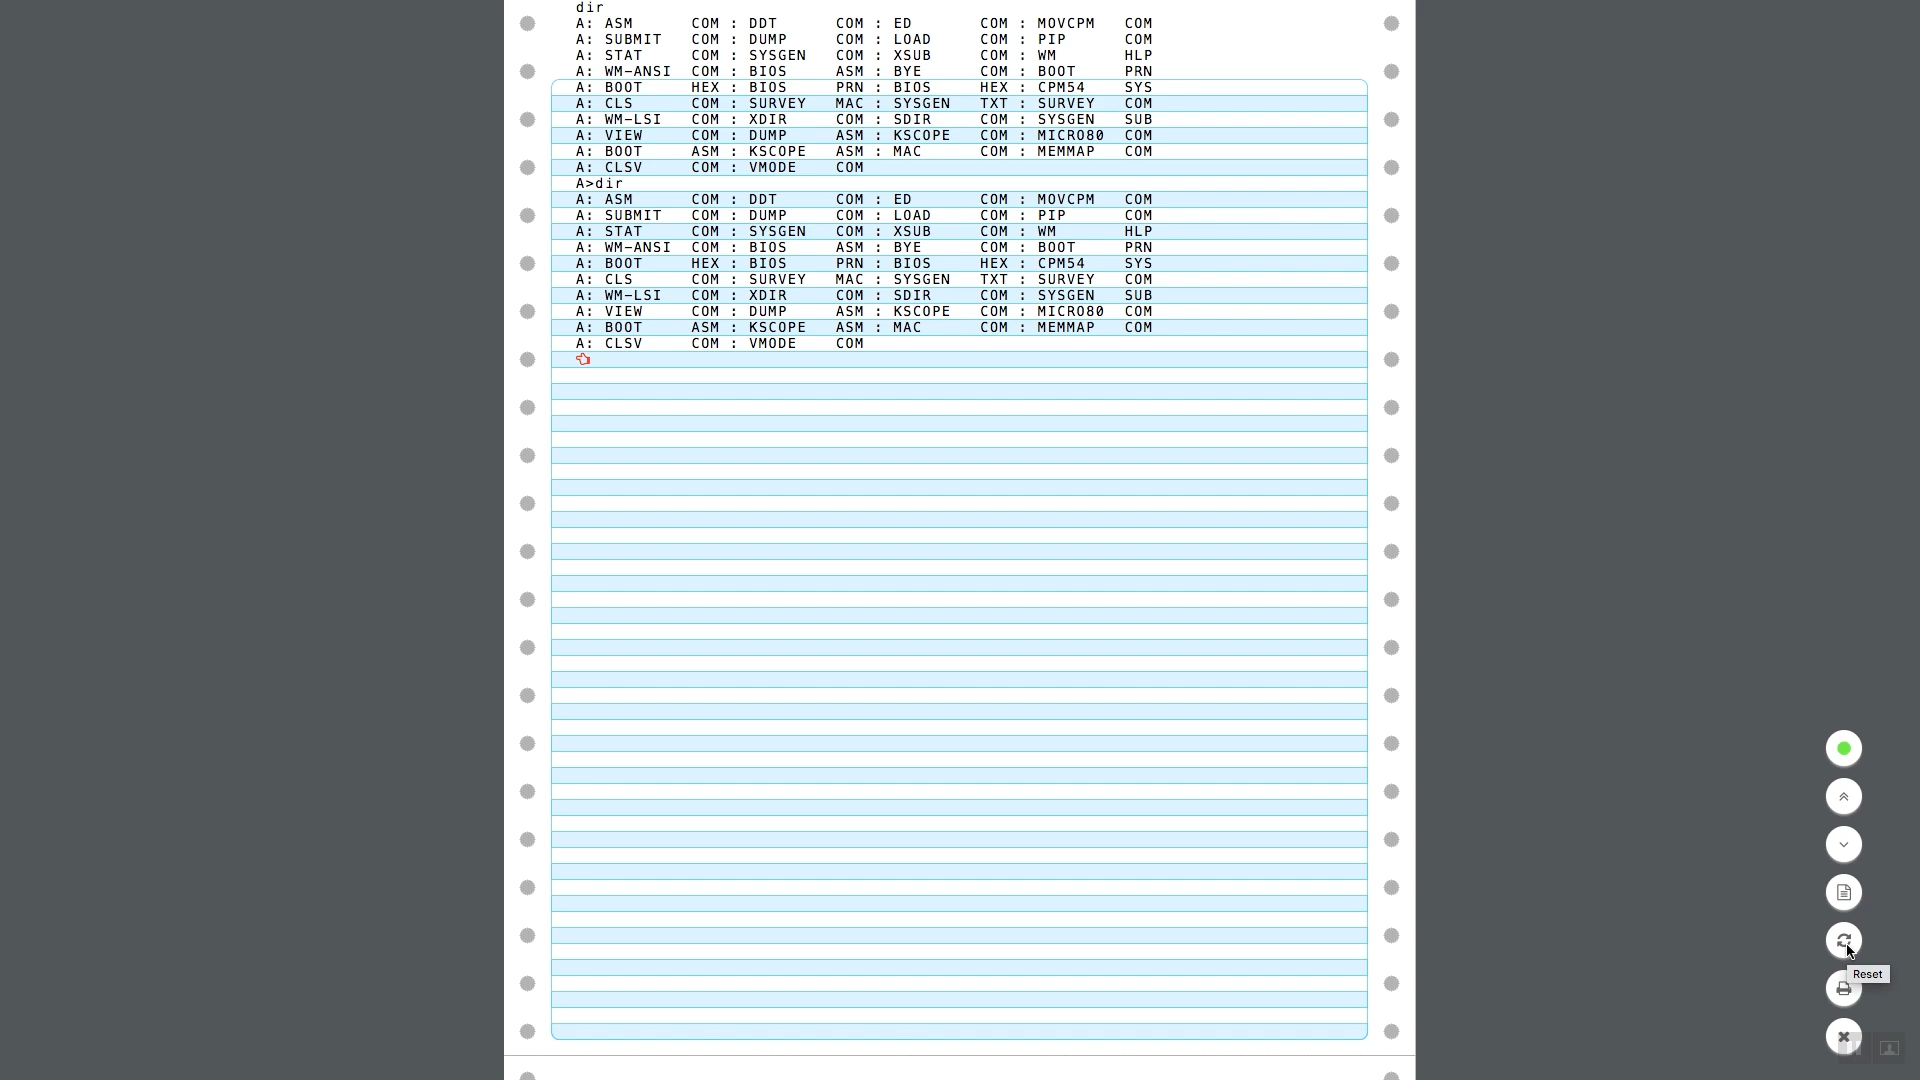 dir
A: ASM      COM : DDT      COM : ED       COM : MOVCPM   COM
A: SUBMIT   COM : DUMP     COM : LOAD     COM : PIP      COM
A: STAT     COM : SYSGEN   COM : XSUB     COM : WM       HLP
A: WM-ANSI  COM : BIOS     ASM : BYE      COM : BOOT     PRN
A: BOOT     HEX : BIOS     PRN : BIOS     HEX : CPM54    SYS
A: CLS      COM : SURVEY   MAC : SYSGEN   TXT : SURVEY   COM
A: WM-LSI   COM : XDIR     COM : SDIR     COM : SYSGEN   SUB
A: VIEW     COM : DUMP     ASM : KSCOPE   COM : MICRO80  COM
A: BOOT     ASM : KSCOPE   ASM : MAC      COM : MEMMAP   COM
A: CLSV     COM : VMODE    COM
A>dir
A: ASM      COM : DDT      COM : ED       COM : MOVCPM   COM
A: SUBMIT   COM : DUMP     COM : LOAD     COM : PIP      COM
A: STAT     COM : SYSGEN   COM : XSUB     COM : WM       HLP
A: WM-ANSI  COM : BIOS     ASM : BYE      COM : BOOT     PRN
A: BOOT     HEX : BIOS     PRN : BIOS     HEX : CPM54    SYS
A: CLS      COM : SURVEY   MAC : SYSGEN   TXT : SURVEY   COM
A: WM-LSI   COM : XDIR     COM : SDIR     COM : SYSGEN   SUB
A: VIEW     COM : DUMP     ASM : KSCOPE   COM : MICRO80  COM
A: BOOT     ASM : KSCOPE   ASM : MAC      COM : MEMMAP   COM
A: CLSV     COM : VMODE    COM
Reset